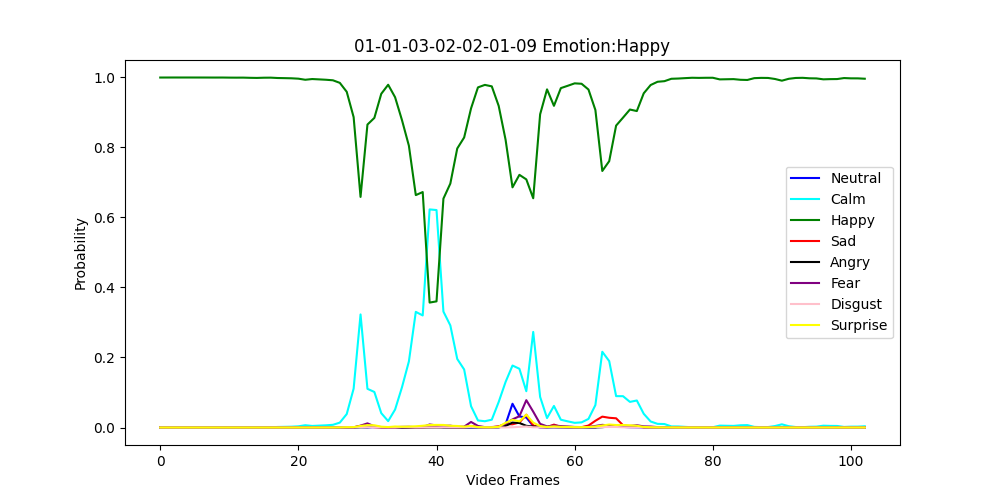 01-01-03-02-02-01-09 Emotion:Happy
Probability
1.0
0.8
0.6
0.4
0.2
0.0
0
20
40
60
80
100
Video Frames
Neutral
Calm
Happy
Sad
Angry
Fear
Disgust
Surprise